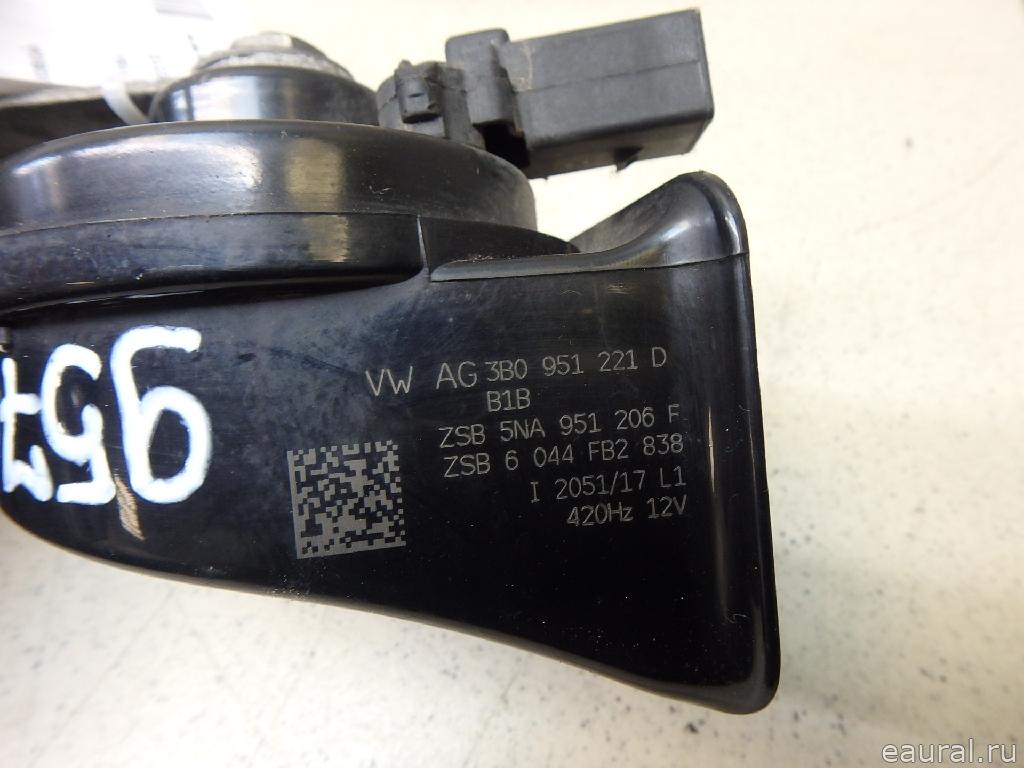 VW AG 3B0 951 221 D
B1B
ZSB 5NA 951 206 F
ZSB 6 044 FB2 838
I 2051/17 L1
420Hz 12V
eaural.ru